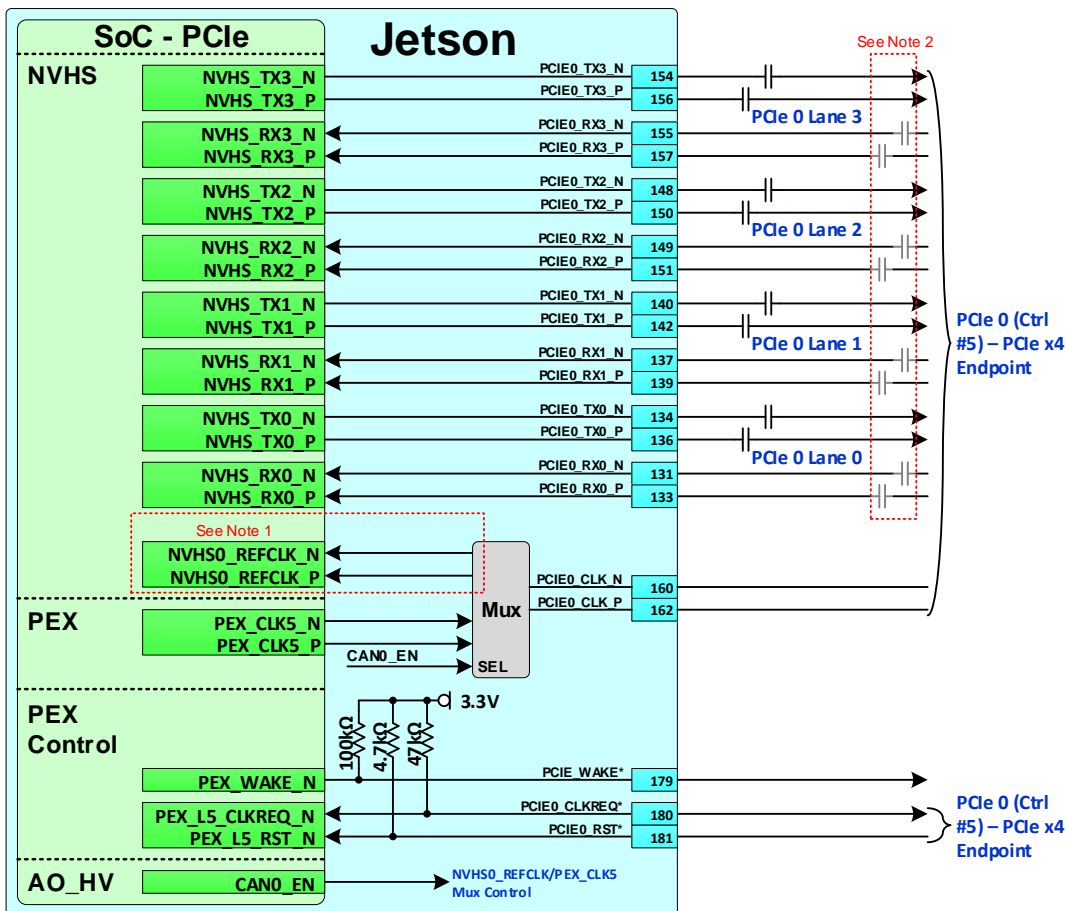 SoC - PCIe
Jetson
See Note 2
NVHS
NVHS_TX3_N PCIE0_TX3_N 154
NVHS_TX3_P PCIE0_TX3_P 156
PCIe 0 Lane 3
NVHS_RX3_N PCIE0_RX3_N 155
NVHS_RX3_P PCIE0_RX3_P 157
NVHS_TX2_N PCIE0_TX2_N 148
NVHS_TX2_P PCIE0_TX2_P 150
PCIe 0 Lane 2
NVHS_RX2_N PCIE0_RX2_N 149
NVHS_RX2_P PCIE0_RX2_P 151
NVHS_TX1_N PCIE0_TX1_N 140
NVHS_TX1_P PCIE0_TX1_P 142
PCIe 0 Lane 1
NVHS_RX1_N PCIE0_RX1_N 137
NVHS_RX1_P PCIE0_RX1_P 139
PCIe 0 (Ctrl
#5) – PCIe x4
Endpoint
NVHS_TX0_N PCIE0_TX0_N 134
NVHS_TX0_P PCIE0_TX0_P 136
PCIe 0 Lane 0
NVHS_RX0_N PCIE0_RX0_N 131
NVHS_RX0_P PCIE0_RX0_P 133
See Note 1
NVHS0_REFCLK_N
NVHS0_REFCLK_P
PCIE0_CLK_N 160
PCIE0_CLK_P 162
Mux
PEX
PEX_CLK5_N
PEX_CLK5_P
CAN0_EN
SEL
PEX
Control
3.3V
100kΩ
4.7kΩ
47kΩ
PEX_WAKE_N PCIE_WAKE* 179
PEX_L5_CLKREQ_N PCIE0_CLKREQ* 180
PEX_L5_RST_N PCIE0_RST* 181
PCIe 0 (Ctrl
#5) – PCIe x4
Endpoint
AO_HV
CAN0_EN
NVHS0_REFCLK/PEX_CLK5
Mux Control